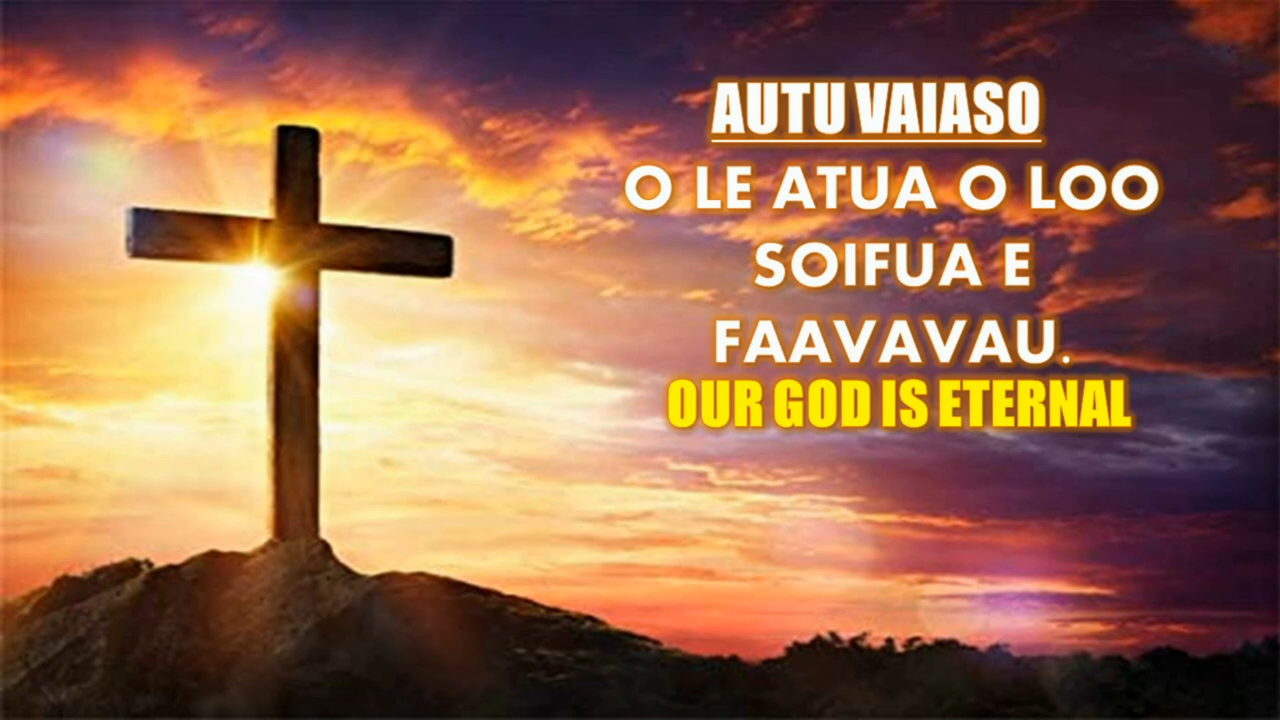 AUTU VAIASO
O LE ATUA O LOO
SOIFUA E
FAAVAVAU.
OUR GOD IS ETERNAL